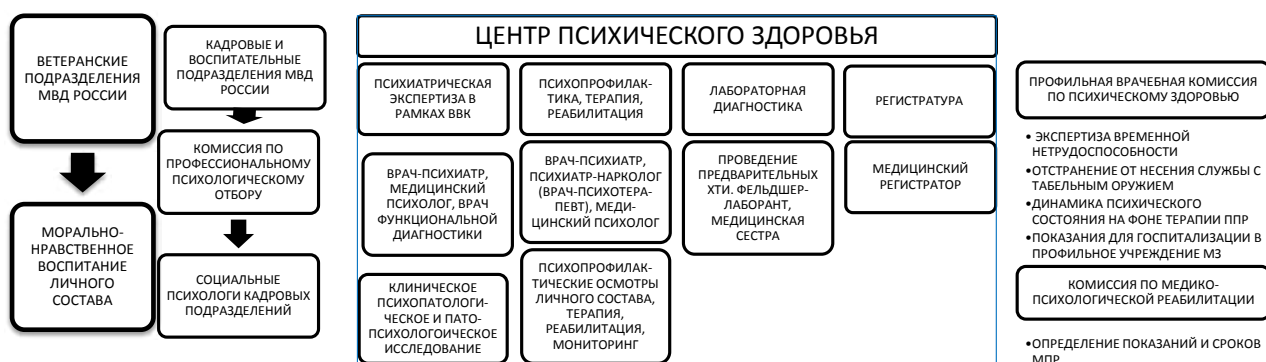 ВЕТЕРАНСКИЕ
ПОДРАЗДЕЛЕНИЯ
МВД РОССИИ
МОРАЛЬНО-
НРАВСТВЕННОЕ
ВОСПИТАНИЕ
ЛИЧНОГО
СОСТАВА
КАДРОВЫЕ И
ВОСПИТАТЕЛЬНЫЕ
ПОДРАЗДЕЛЕНИЯ МВД
РОССИИ
КОМИССИЯ ПО
ПРОФЕССИОНАЛЬНОМУ
ПСИХОЛОГИЧЕСКОМУ
ОТБОРУ
СОЦИАЛЬНЫЕ
ПСИХОЛОГИ КАДРОВЫХ
ПОДРАЗДЕЛЕНИЙ
ЦЕНТР ПСИХИЧЕСКОГО ЗДОРОВЬЯ
ПСИХИАТРИЧЕСКАЯ
ЭКСПЕРТИЗА В
РАМКАХ ВВК
ВРАЧ-ПСИХИАТР,
МЕДИЦИНСКИЙ
ПСИХОЛОГ, ВРАЧ
ФУНКЦИОНАЛЬНОЙ
ДИАГНОСТИКИ
КЛИНИЧЕСКОЕ
ПСИХОПАТОЛОГИ-
ЧЕСКОЕ И ПАТО-
ПСИХОЛОГОИЧЕСКОЕ
ИССЛЕДОВАНИЕ
ПСИХОПРОФИЛАК-
ТИКА, ТЕРАПИЯ,
РЕАБИЛИТАЦИЯ
ВРАЧ-ПСИХИАТР,
ПСИХИАТР-НАРКОЛОГ
(ВРАЧ-ПСИХОТЕРА-
ПЕВТ), МЕДИ-
ЦИНСКИЙ ПСИХОЛОГ
ПСИХОПРОФИЛАК-
ТИЧЕСКИЕ ОСМОТРЫ
ЛИЧНОГО СОСТАВА,
ТЕРАПИЯ,
РЕАБИЛИТАЦИЯ,
МОНИТОРИНГ
ЛАБОРАТОРНАЯ
ДИАГНОСТИКА
ПРОВЕДЕНИЕ
ПРЕДВАРИТЕЛЬНЫХ
ХТИ. ФЕЛЬДШЕР-
ЛАБОРАНТ,
МЕДИЦИНСКАЯ
СЕСТРА
РЕГИСТРАТУРА
МЕДИЦИНСКИЙ
РЕГИСТРАТОР
ПРОФИЛЬНАЯ ВРАЧЕБНАЯ КОМИССИЯ
ПО ПСИХИЧЕСКОМУ ЗДОРОВЬЮ
• ЭКСПЕРТИЗА ВРЕМЕННОЙ
НЕТРУДОСПОСОБНОСТИ
•ОТСТРАНЕНИЕ ОТ НЕСЕНИЯ СЛУЖБЫ С
ТАБЕЛЬНЫМ ОРУЖИЕМ
•ДИНАМИКА ПСИХИЧЕСКОГО
СОСТОЯНИЯ НА ФОНЕ ТЕРАПИИ ППР
•ПОКАЗАНИЯ ДЛЯ ГОСПИТАЛИЗАЦИИ В
ПРОФИЛЬНОЕ УЧРЕЖДЕНИЕ МЗ
КОМИССИЯ ПО МЕДИКО-
ПСИХОЛОГИЧЕСКОЙ РЕАБИЛИТАЦИИ
•ОПРЕДЕЛЕНИЕ ПОКАЗАНИЙ И СРОКОВ
МПР